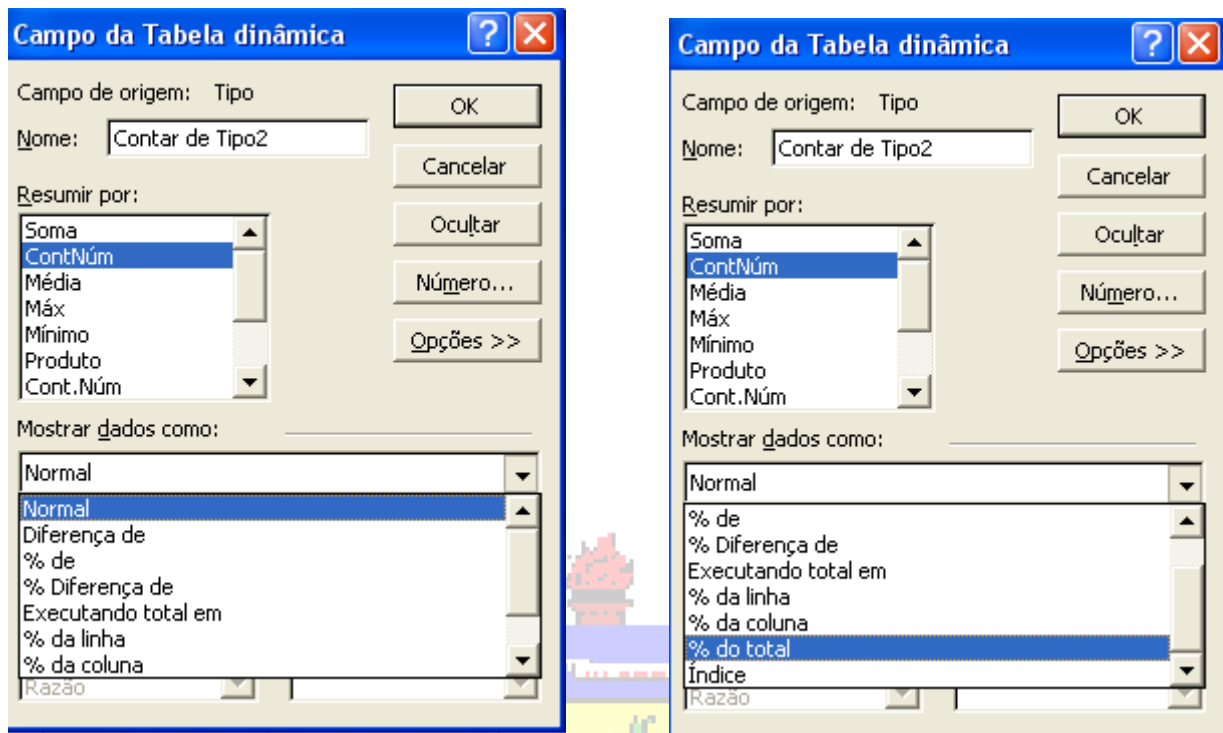 Campo da Tabela dinâmica
Campo de origem: Tipo
OK
Nome: Contar de Tipo2
Cancelar
Resumir por:
Soma
Ocultar
ContNúm
Média
Número...
Máx
Mínimo
Opções >>
Produto
Cont.Núm
Mostrar dados como:
Normal
Normal
Diferença de
% de
% Diferença de
Executando total em
% da linha
% da coluna
Razão
Campo da Tabela dinâmica
Campo de origem: Tipo
OK
Nome: Contar de Tipo2
Cancelar
Resumir por:
Soma
Ocultar
ContNúm
Média
Número...
Máx
Mínimo
Opções >>
Produto
Cont.Núm
Mostrar dados como:
Normal
% de
% Diferença de
Executando total em
% da linha
% da coluna
% do total
Índice
Razão